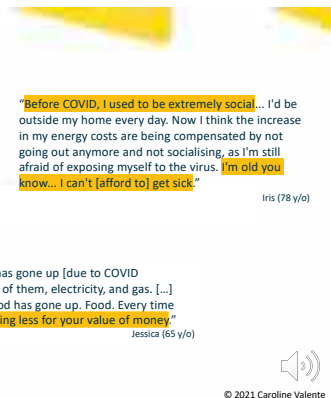 “Before COVID, I used to be extremely social... I'd be
outside my home every day. Now I think the increase
in my energy costs are being compensated by not
going out anymore and not socialising, as I'm still
afraid of exposing myself to the virus. I'm old you
know... I can't [afford to] get sick.”
Iris (78 y/o)
as gone up [due to COVID
of them, electricity, and gas. […]
od has gone up. Food. Every time
ing less for your value of money.”
Jessica (65 y/o)
© 2021 Caroline Valente